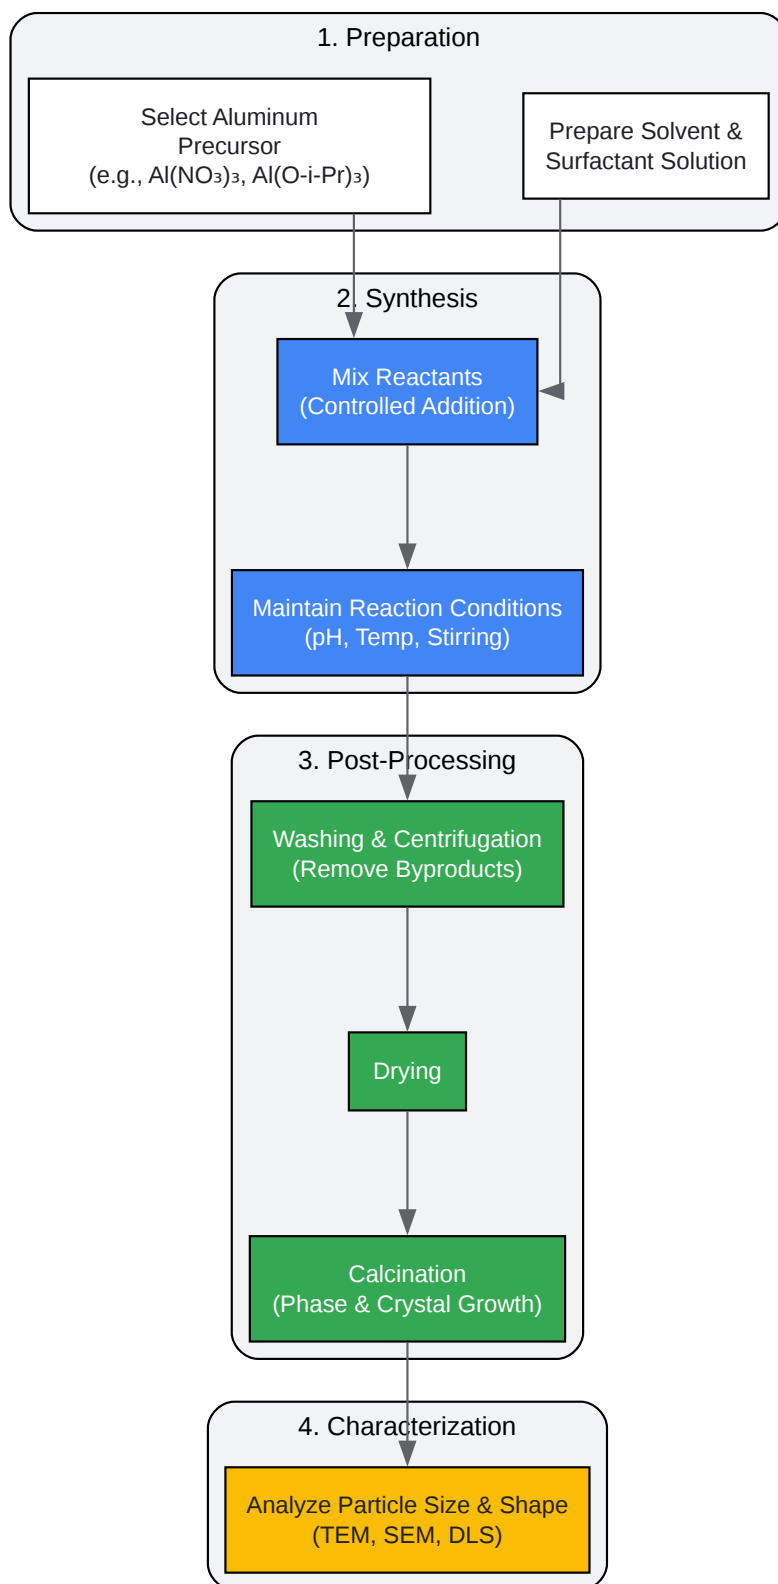 1. Preparation
Select Aluminum
Precursor
(e.g., Al(NO₃)₃, Al(O-i-Pr)₃)
Prepare Solvent &
Surfactant Solution
2. Synthesis
Mix Reactants
(Controlled Addition)
Maintain Reaction Conditions
(pH, Temp, Stirring)
3. Post-Processing
Washing & Centrifugation
(Remove Byproducts)
Drying
Calcination
(Phase & Crystal Growth)
4. Characterization
Analyze Particle Size & Shape
(TEM, SEM, DLS)